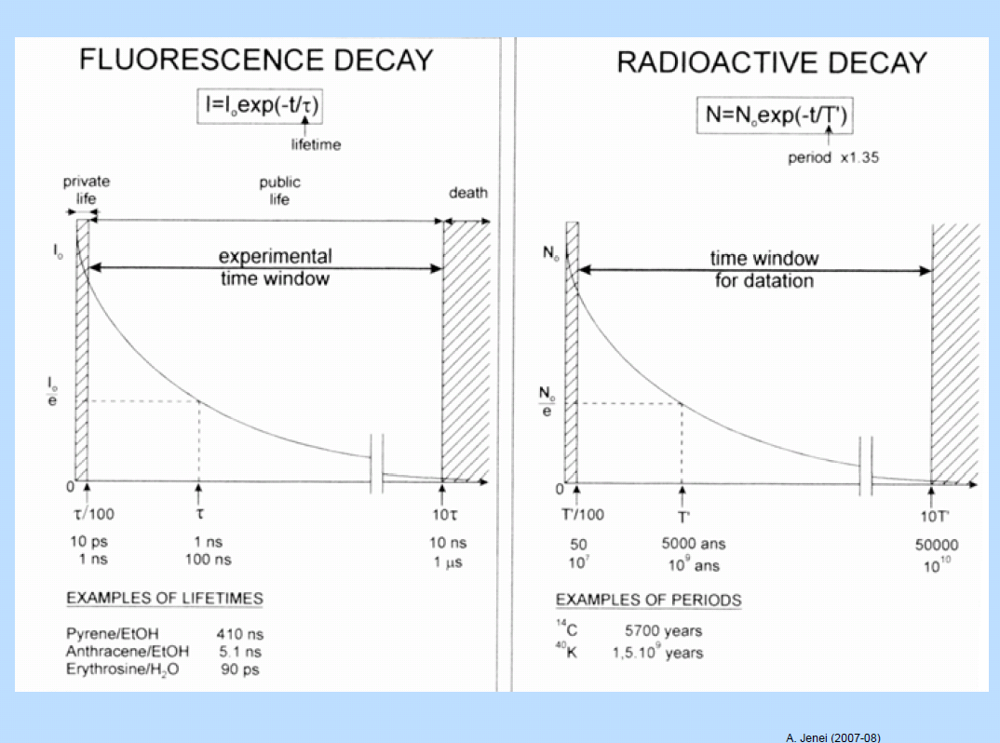 FLUORESCENCE DECAY
I=I₀exp(-t/τ)
lifetime
private
life
public
life
death
I₀
experimental
time window
I₀
e
0
τ/100
τ
10τ
10 ps
1 ns
10 ns
1 ns
100 ns
1 μs
EXAMPLES OF LIFETIMES
Pyrene/EtOH 410 ns
Anthracene/EtOH 5.1 ns
Erythrosine/H₂O 90 ps
RADIOACTIVE DECAY
N=N₀exp(-t/T')
period x1.35
N₀
time window
for datation
N₀
e
0
T'/100
T'
10T'
50
5000 ans
50000
10⁷
10⁹ ans
10¹⁰
EXAMPLES OF PERIODS
¹⁴C 5700 years
⁴⁰K 1,5.10⁹ years
A. Jenei (2007-08)